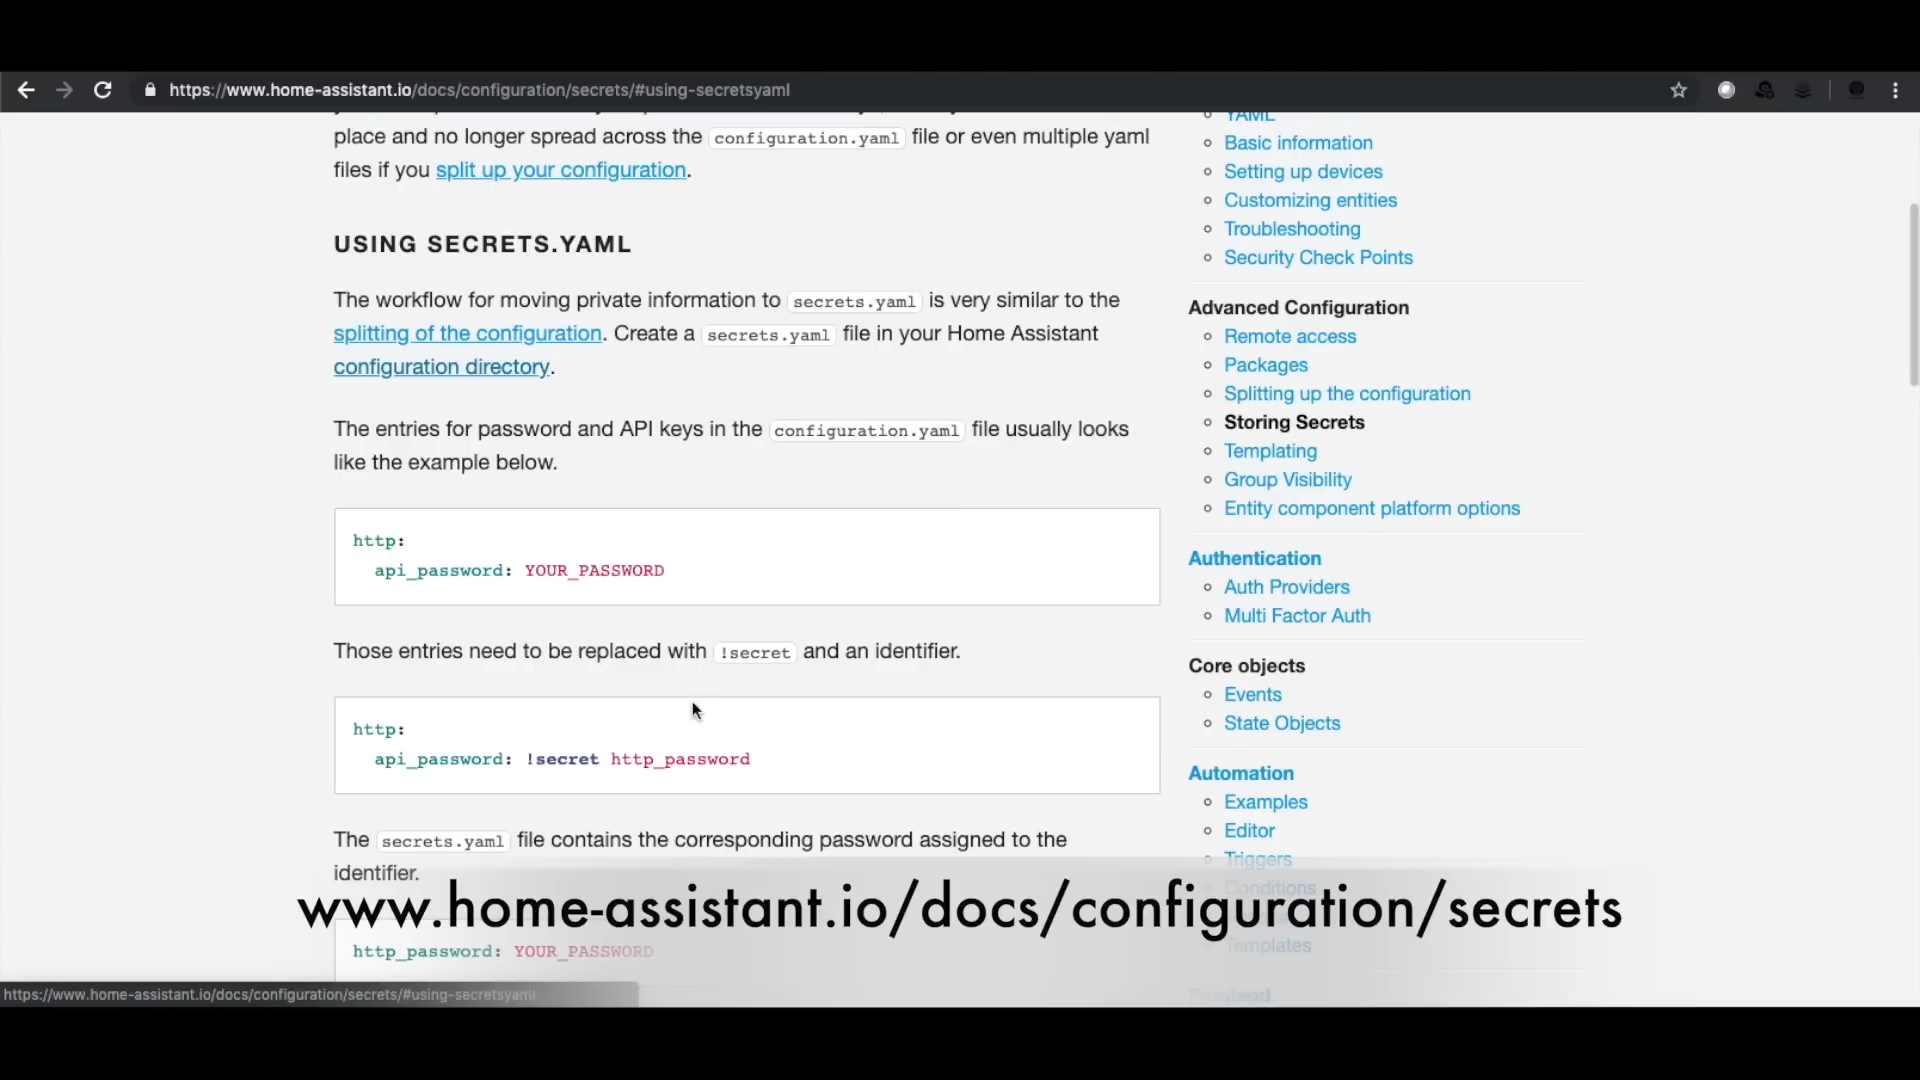 https://www.home-assistant.io/docs/configuration/secrets/#using-secretsyaml
place and no longer spread across the configuration.yaml file or even multiple yaml
files if you split up your configuration.
USING SECRETS.YAML
The workflow for moving private information to secrets.yaml is very similar to the
splitting of the configuration. Create a secrets.yaml file in your Home Assistant
configuration directory.
The entries for password and API keys in the configuration.yaml file usually looks
like the example below.
http:
api_password: YOUR_PASSWORD
Those entries need to be replaced with !secret and an identifier.
http:
api_password: !secret http_password
The secrets.yaml file contains the corresponding password assigned to the
identifier.
http_password: YOUR_PASSWORD
YAML
Basic information
Setting up devices
Customizing entities
Troubleshooting
Security Check Points
Advanced Configuration
Remote access
Packages
Splitting up the configuration
Storing Secrets
Templating
Group Visibility
Entity component platform options
Authentication
Auth Providers
Multi Factor Auth
Core objects
Events
State Objects
Automation
Examples
Editor
Triggers
Conditions
Templates
Frontend
www.home-assistant.io/docs/configuration/secrets
https://www.home-assistant.io/docs/configuration/secrets/#using-secretsyaml